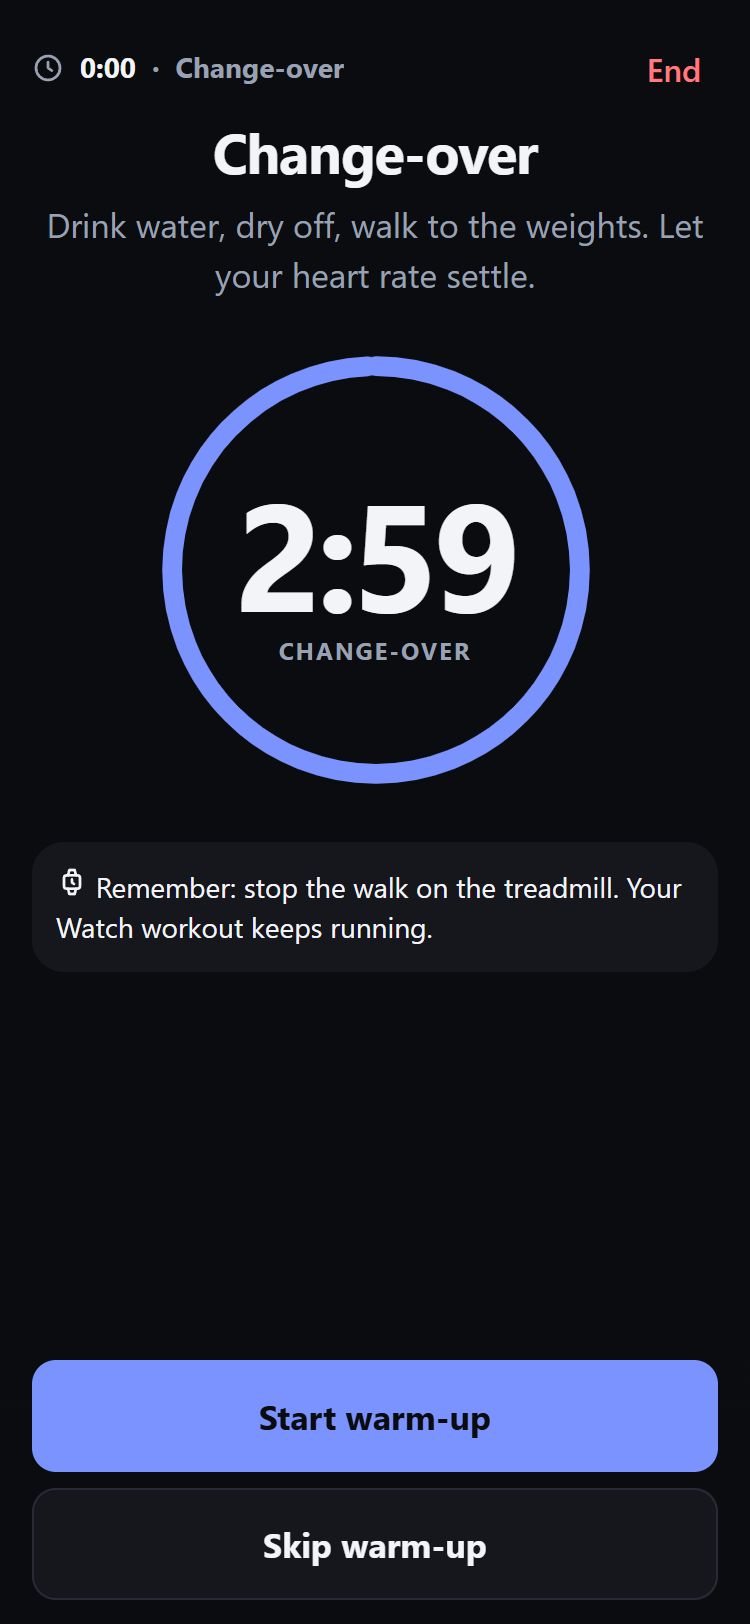 0:00 · Change-over
End
Change-over
Drink water, dry off, walk to the weights. Let
your heart rate settle.
2:59
CHANGE-OVER
Remember: stop the walk on the treadmill. Your
Watch workout keeps running.
Start warm-up
Skip warm-up